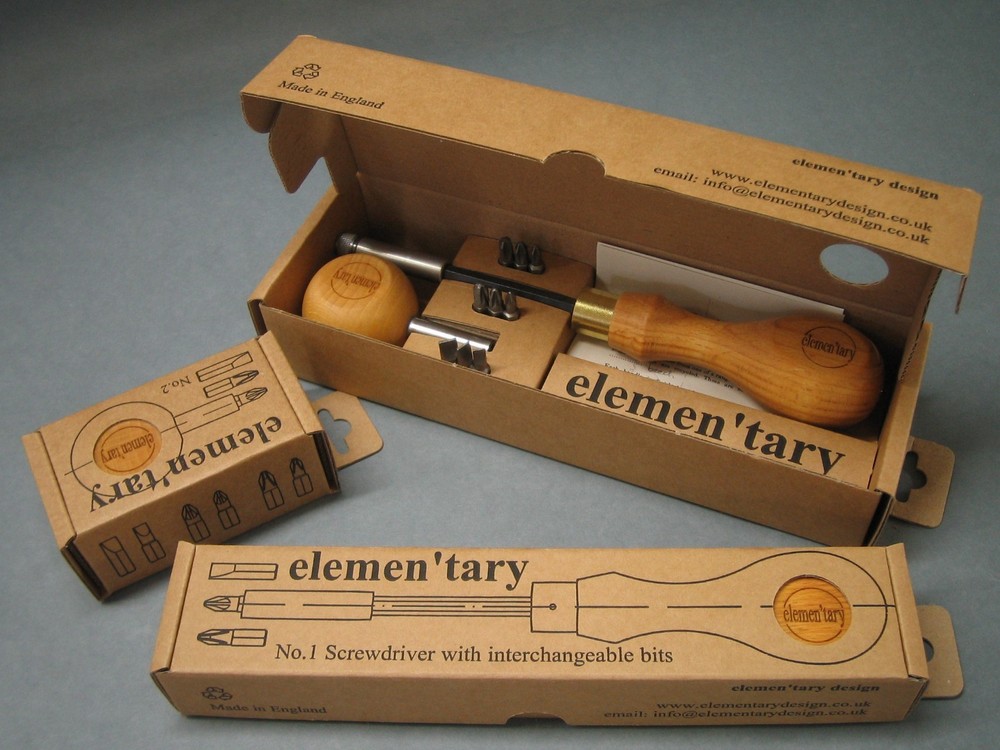 Made in England
elemen'tary design
www.elementarydesign.co.uk
email: info@elementarydesign.co.uk
elemen'tary
elemen'tary
elemen'tary
No.2
elemen'tary
elemen'tary
elemen'tary
elemen'tary
No.1 Screwdriver with interchangeable bits
Made in England
elemen'tary design
www.elementarydesign.co.uk
email: info@elementarydesign.co.uk